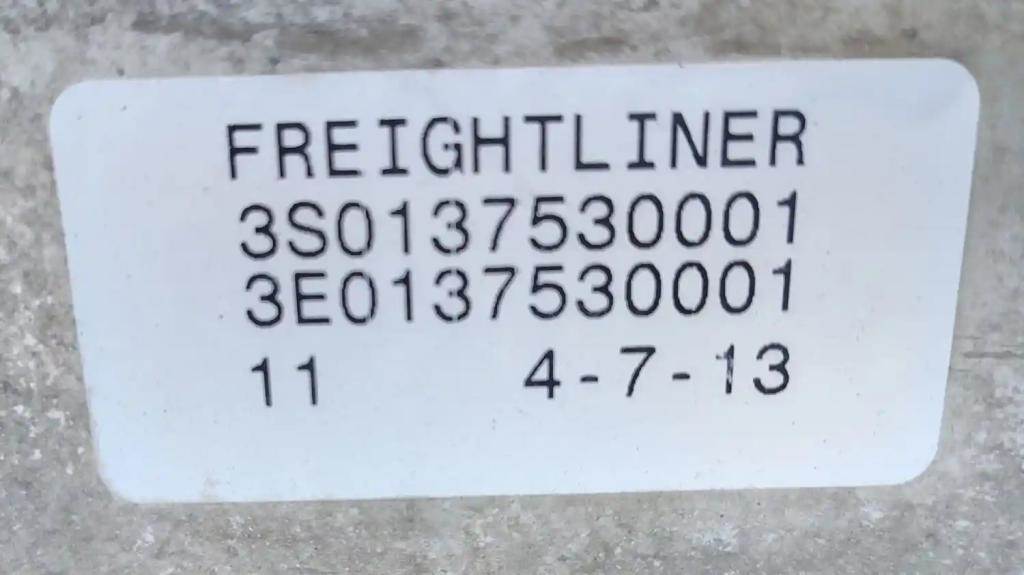 FREIGHTLINER
3S0137530001
3E0137530001
11 4-7-13